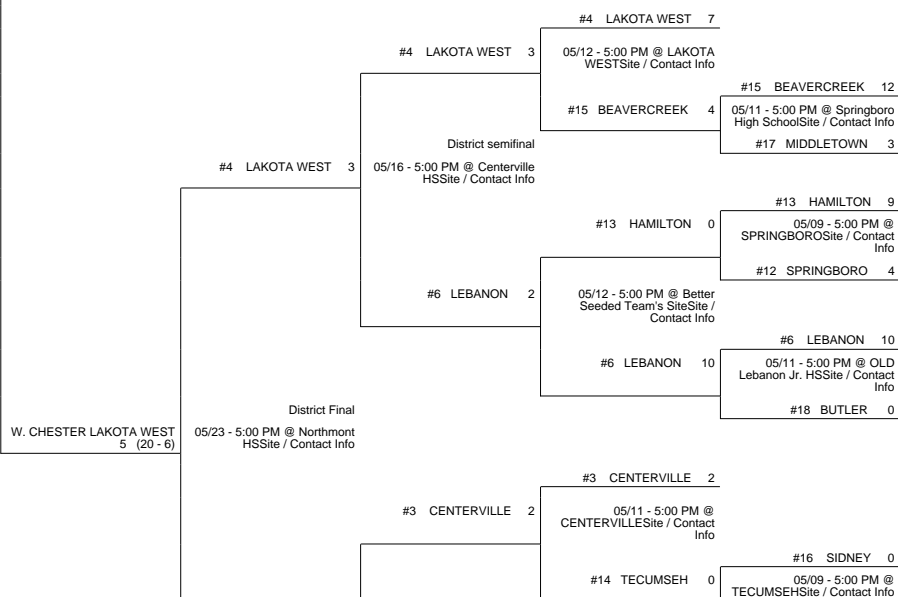 #4 LAKOTA WEST 7
#4 LAKOTA WEST 3
05/12 - 5:00 PM @ LAKOTA
WESTSite / Contact Info
#15 BEAVERCREEK 12
#15 BEAVERCREEK 4
05/11 - 5:00 PM @ Springboro
High SchoolSite / Contact Info
District semifinal
#17 MIDDLETOWN 3
#4 LAKOTA WEST 3
05/16 - 5:00 PM @ Centerville
HSSite / Contact Info
#13 HAMILTON 9
#13 HAMILTON 0
05/09 - 5:00 PM @
SPRINGBOROSite / Contact
Info
#12 SPRINGBORO 4
#6 LEBANON 2
05/12 - 5:00 PM @ Better
Seeded Team's SiteSite /
Contact Info
#6 LEBANON 10
#6 LEBANON 10
05/11 - 5:00 PM @ OLD
Lebanon Jr. HSSite / Contact
Info
#18 BUTLER 0
District Final
W. CHESTER LAKOTA WEST
5 (20 - 6)
05/23 - 5:00 PM @ Northmont
HSSite / Contact Info
#3 CENTERVILLE 2
#3 CENTERVILLE 2
05/11 - 5:00 PM @
CENTERVILLESite / Contact
Info
#16 SIDNEY 0
#14 TECUMSEH 0
05/09 - 5:00 PM @
TECUMSEHSite / Contact Info